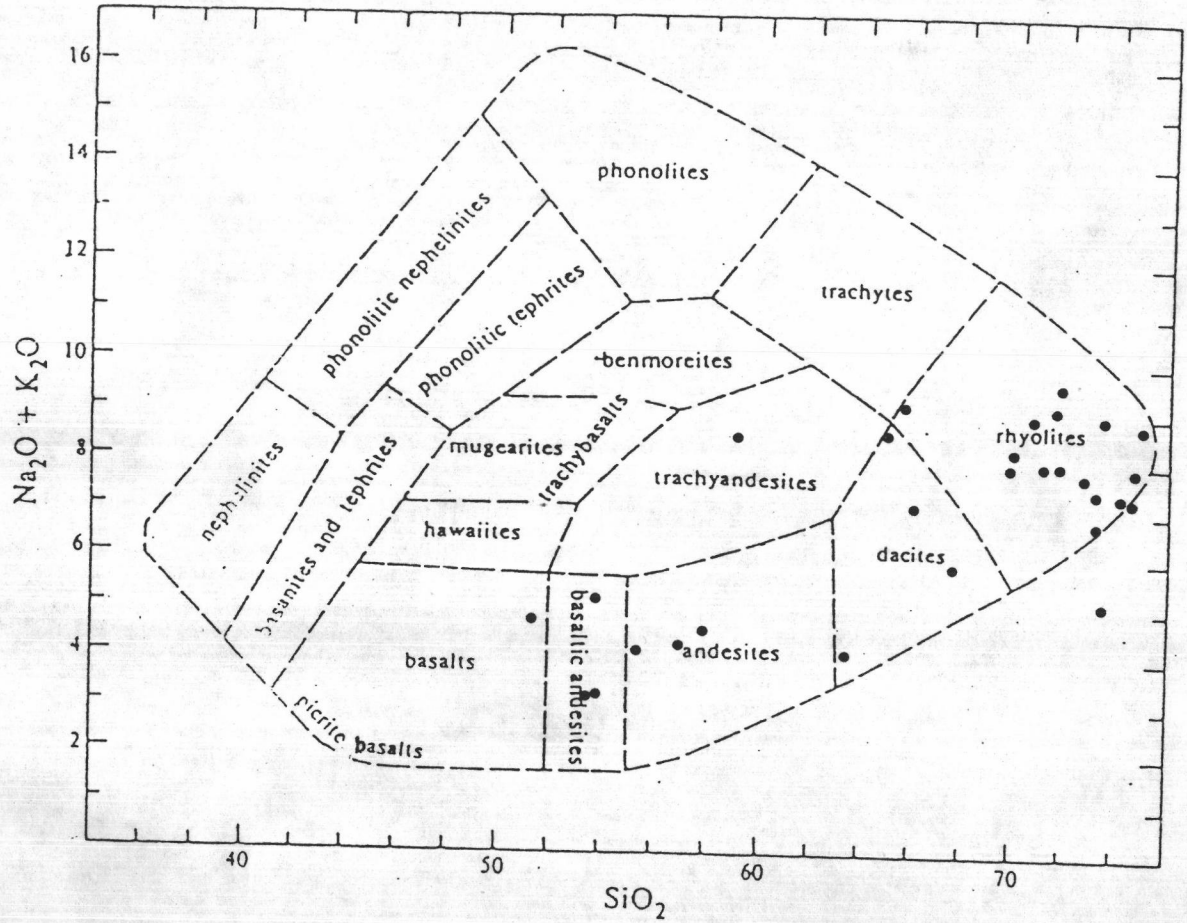 16
14
12
10
8
6
4
2
Na2O + K2O
phonolites
phonolitic nephelinites
phonolitic tephrites
trachytes
benmoreites
trachybasalts
mugearites
rhyolites
trachyandesites
basanites and tephrites
hawaiites
dacites
basaltic andesites
basalts
andesites
picrite basalts
40
50
60
70
SiO2